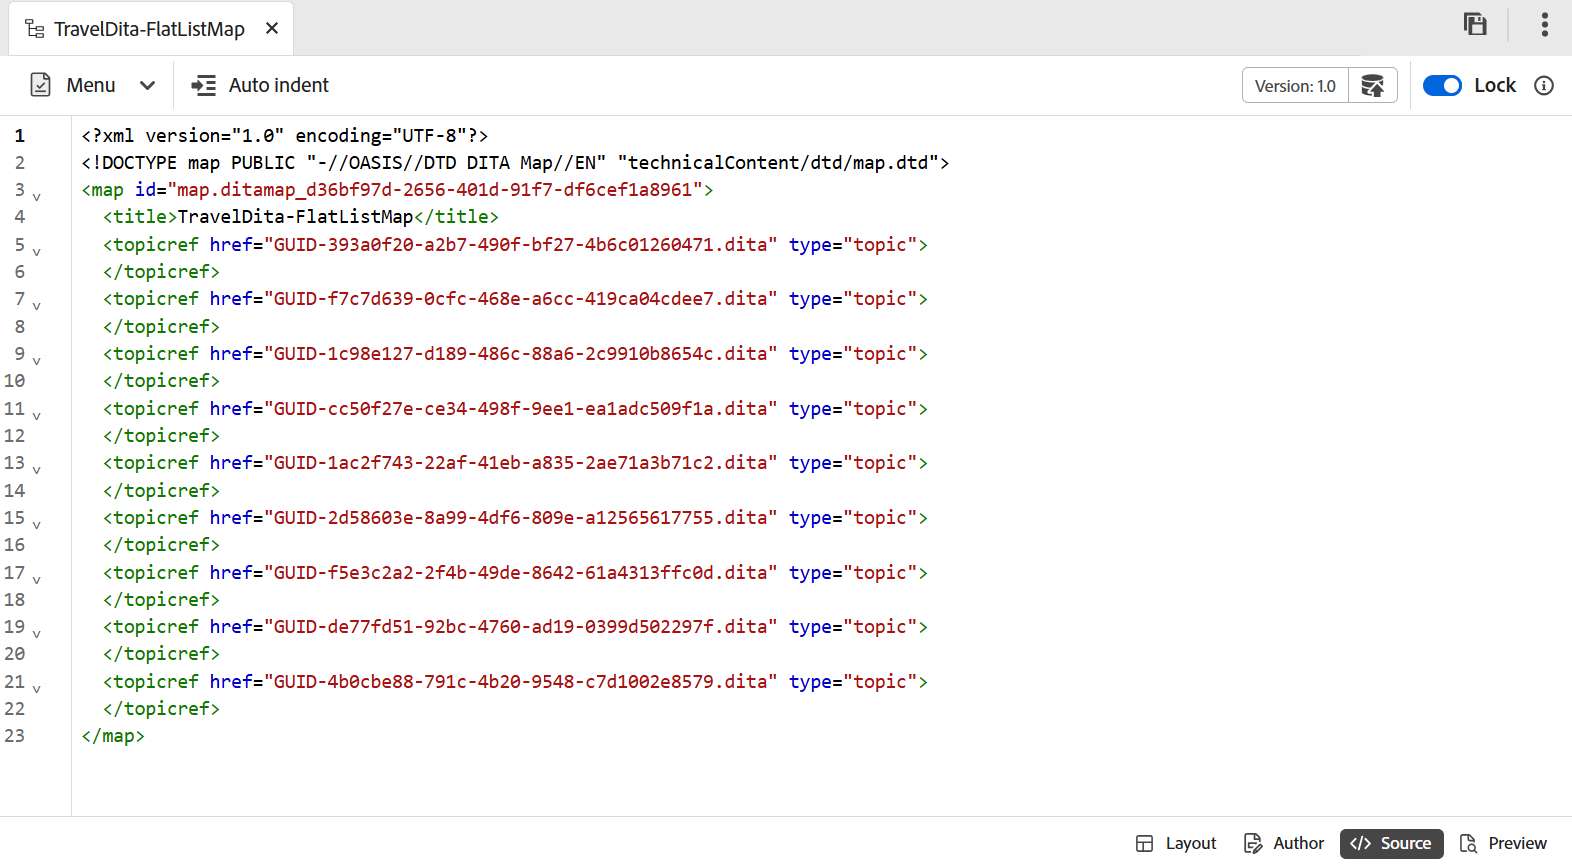 TravelDita-FlatListMap
Menu Auto indent Version: 1.0 Lock
1 <?xml version="1.0" encoding="UTF-8"?>
2 <!DOCTYPE map PUBLIC "-//OASIS//DTD DITA Map//EN" "technicalContent/dtd/map.dtd">
3 <map id="map.ditamap_d36bf97d-2656-401d-91f7-df6cef1a8961">
4 <title>TravelDita-FlatListMap</title>
5 <topicref href="GUID-393a0f20-a2b7-490f-bf27-4b6c01260471.dita" type="topic">
6 </topicref>
7 <topicref href="GUID-f7c7d639-0cfc-468e-a6cc-419ca04cdee7.dita" type="topic">
8 </topicref>
9 <topicref href="GUID-1c98e127-d189-486c-88a6-2c9910b8654c.dita" type="topic">
10 </topicref>
11 <topicref href="GUID-cc50f27e-ce34-498f-9ee1-ea1adc509f1a.dita" type="topic">
12 </topicref>
13 <topicref href="GUID-1ac2f743-22af-41eb-a835-2ae71a3b71c2.dita" type="topic">
14 </topicref>
15 <topicref href="GUID-2d58603e-8a99-4df6-809e-a12565617755.dita" type="topic">
16 </topicref>
17 <topicref href="GUID-f5e3c2a2-2f4b-49de-8642-61a4313ffc0d.dita" type="topic">
18 </topicref>
19 <topicref href="GUID-de77fd51-92bc-4760-ad19-0399d502297f.dita" type="topic">
20 </topicref>
21 <topicref href="GUID-4b0cbe88-791c-4b20-9548-c7d1002e8579.dita" type="topic">
22 </topicref>
23 </map>
Layout Author </> Source Preview